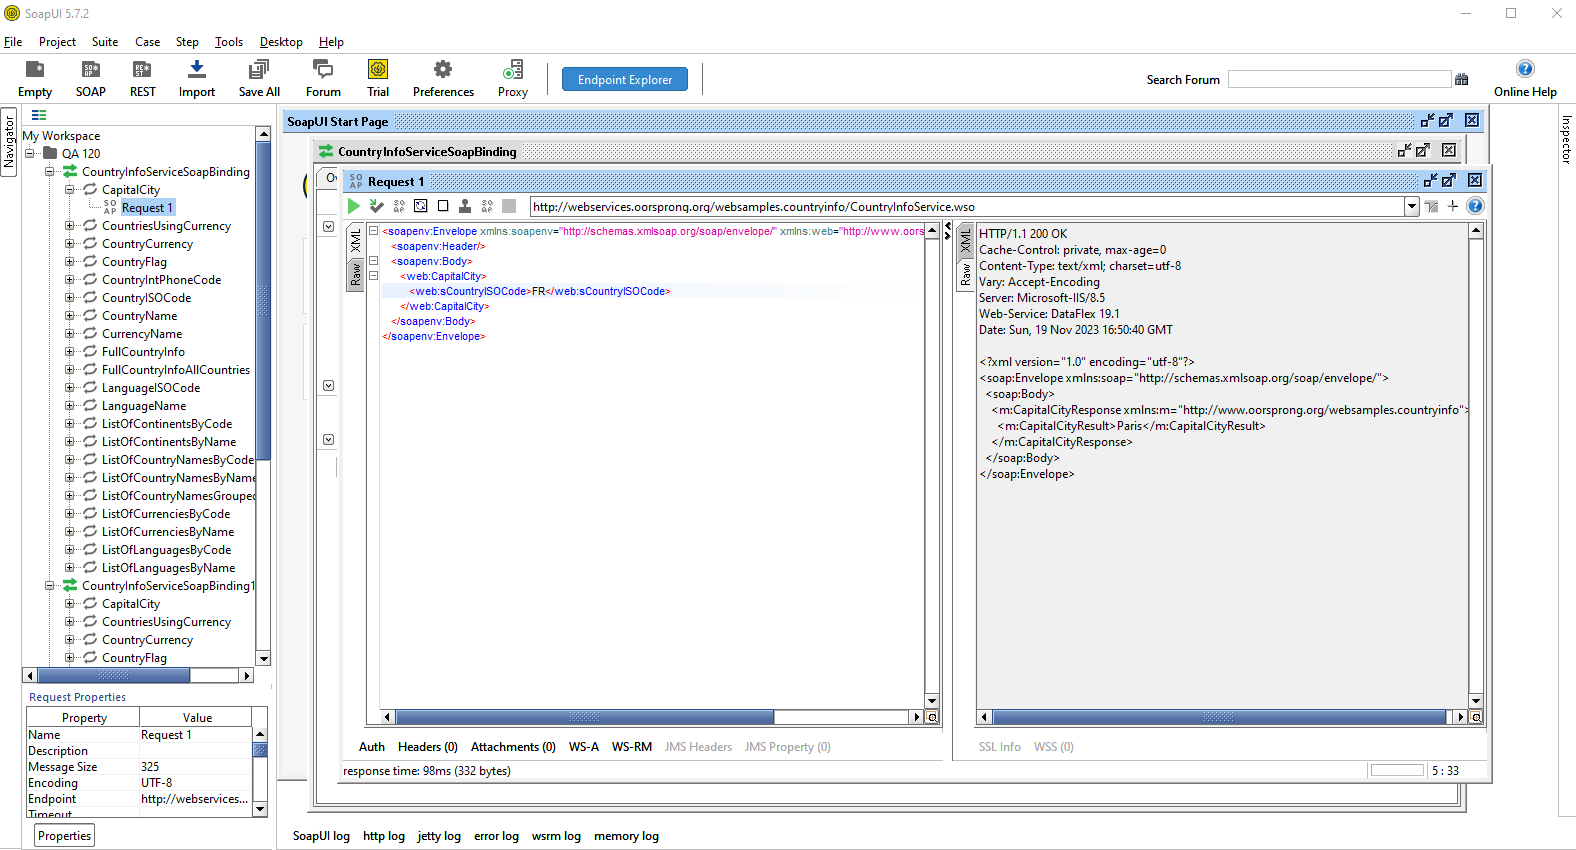 SoapUI 5.7.2
File Project Suite Case Step Tools Desktop Help
Empty SOAP REST Import Save All Forum Trial Preferences Proxy Endpoint Explorer Search Forum Online Help
Navigator
My Workspace
QA 120
CountryInfoServiceSoapBinding
CapitalCity
SO AP Request 1
CountriesUsingCurrency
CountryCurrency
CountryFlag
CountryIntPhoneCode
CountryISOCode
CountryName
CurrencyName
FullCountryInfo
FullCountryInfoAllCountries
LanguageISOCode
LanguageName
ListOfContinentsByCode
ListOfContinentsByName
ListOfCountryNamesByCode
ListOfCountryNamesByName
ListOfCountryNamesGrouped
ListOfCurrenciesByCode
ListOfCurrenciesByName
ListOfLanguagesByCode
ListOfLanguagesByName
CountryInfoServiceSoapBinding1
CapitalCity
CountriesUsingCurrency
CountryCurrency
CountryFlag
Request Properties
Property Value
Name Request 1
Description
Message Size 325
Encoding UTF-8
Endpoint http://webservices...
Timeout
Properties
SoapUI Start Page
CountryInfoServiceSoapBinding
Ov
SO AP Request 1
http://webservices.oorsprong.org/websamples.countryinfo/CountryInfoService.wso
XML
Raw
<soapenv:Envelope xmlns:soapenv="http://schemas.xmlsoap.org/soap/envelope/" xmlns:web="http://www.oors
<soapenv:Header/>
<soapenv:Body>
<web:CapitalCity>
<web:sCountryISOCode>FR</web:sCountryISOCode>
</web:CapitalCity>
</soapenv:Body>
</soapenv:Envelope>
XML
Raw
HTTP/1.1 200 OK
Cache-Control: private, max-age=0
Content-Type: text/xml; charset=utf-8
Vary: Accept-Encoding
Server: Microsoft-IIS/8.5
Web-Service: DataFlex 19.1
Date: Sun, 19 Nov 2023 16:50:40 GMT
<?xml version="1.0" encoding="utf-8"?>
<soap:Envelope xmlns:soap="http://schemas.xmlsoap.org/soap/envelope/">
<soap:Body>
<m:CapitalCityResponse xmlns:m="http://www.oorsprong.org/websamples.countryinfo">
<m:CapitalCityResult>Paris</m:CapitalCityResult>
</m:CapitalCityResponse>
</soap:Body>
</soap:Envelope>
Auth Headers (0) Attachments (0) WS-A WS-RM JMS Headers JMS Property (0)
SSL Info WSS (0)
response time: 98ms (332 bytes)
5 : 33
SoapUI log http log jetty log error log wsrm log memory log
Inspector